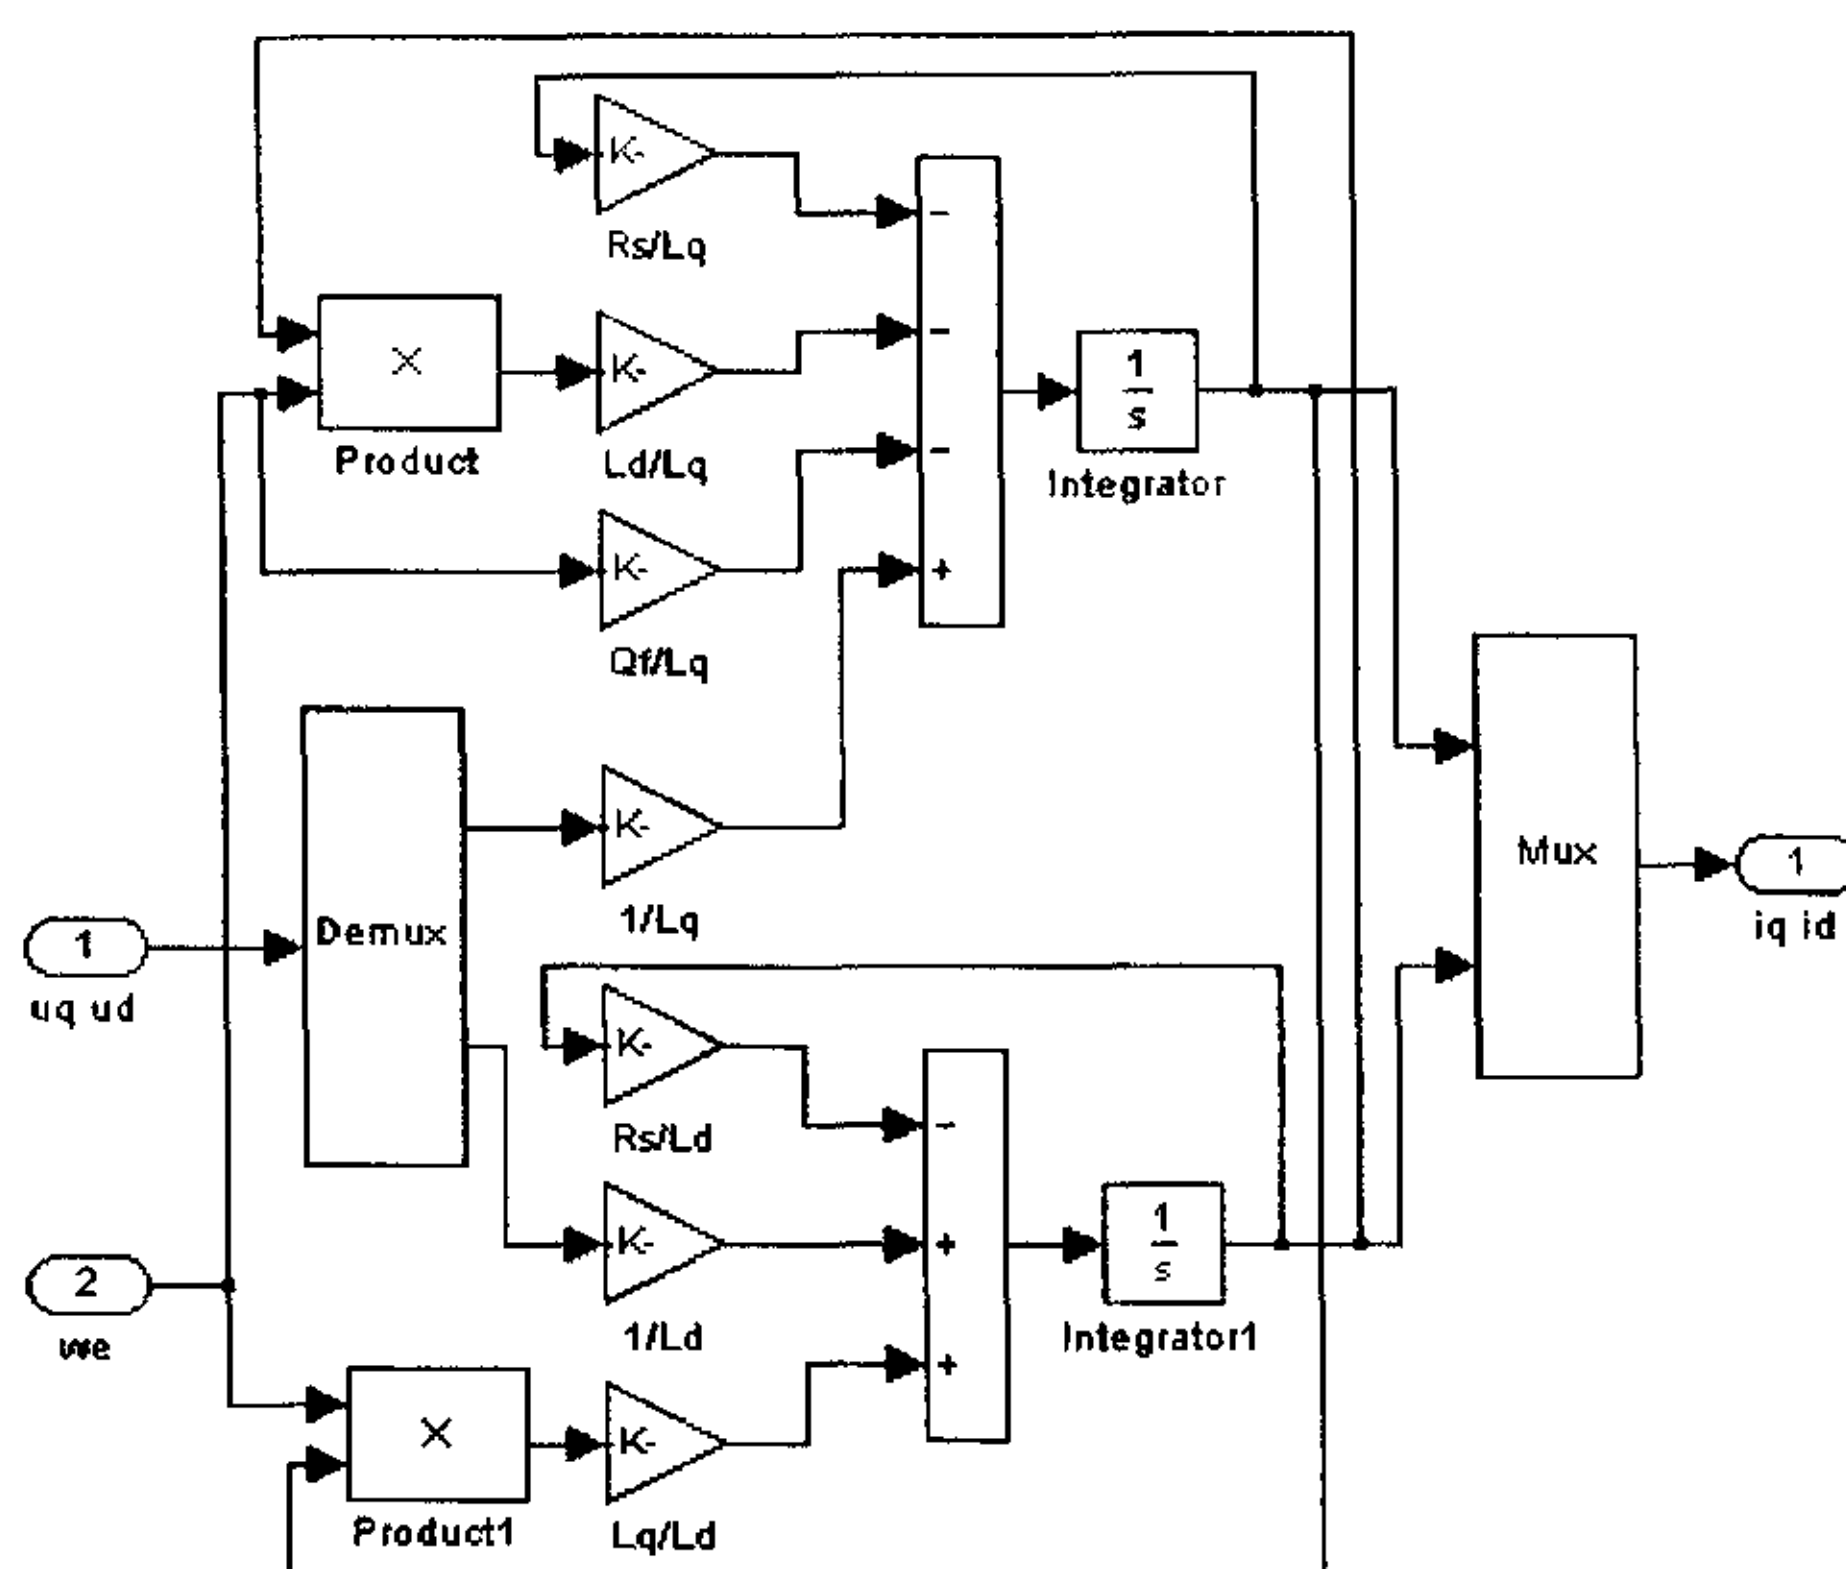 K-
Rs/Lq
-
×
Product
K-
Ld/Lq
-
1
s
Integrator
-
K-
Qf/Lq
+
Demux
K-
1/Lq
Mux
1
iq id
1
uq ud
K-
Rs/Ld
-
K-
1/Ld
+
1
s
Integrator1
2
we
×
Product1
K-
Lq/Ld
+